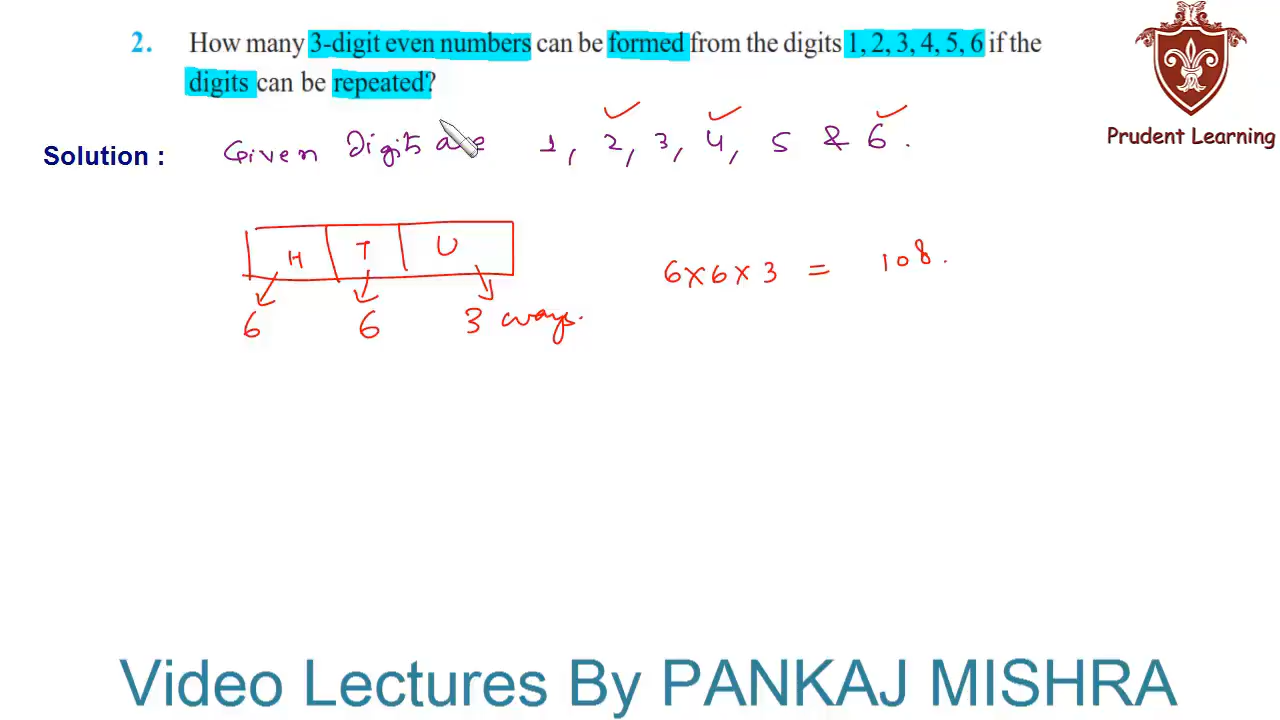 2. How many 3-digit even numbers can be formed from the digits 1, 2, 3, 4, 5, 6 if the
digits can be repeated?
Prudent Learning
Solution : Given Digits are 1, 2, 3, 4, 5 & 6.
H T U
6 6 3 ways.
6×6×3 = 108.
Video Lectures By PANKAJ MISHRA